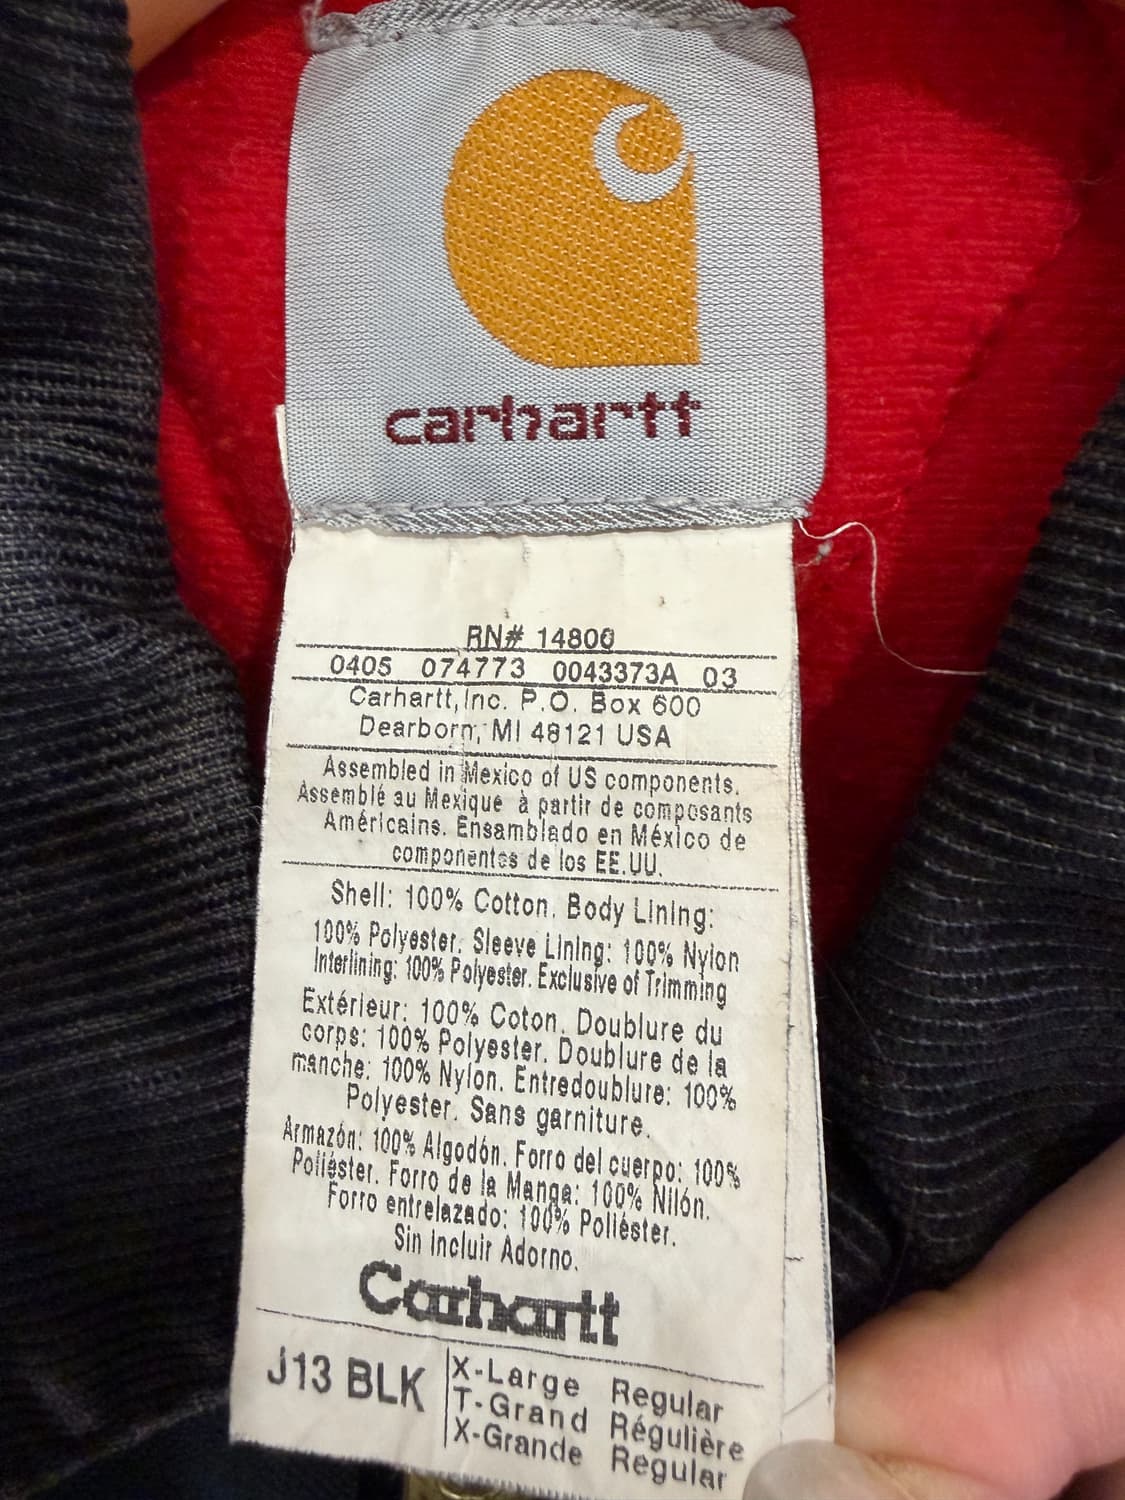 carhartt
RN# 14800
0405 074773 0043373A 03
Carhartt, Inc. P.O. Box 600
Dearborn, MI 48121 USA
Assembled in Mexico of US components.
Assemblé au Mexique à partir de composants
Américains. Ensamblado en México de
componentes de los EE.UU.
Shell: 100% Cotton. Body Lining:
100% Polyester. Sleeve Lining: 100% Nylon
Interlining: 100% Polyester. Exclusive of Trimming
Extérieur: 100% Coton. Doublure du
corps: 100% Polyester. Doublure de la
manche: 100% Nylon. Entredoublure: 100%
Polyester. Sans garniture.
Armazón: 100% Algodón. Forro del cuerpo: 100%
Poliéster. Forro de la Manga: 100% Nilón.
Forro entrelazado: 100% Poliéster.
Sin Incluir Adorno.
Carhartt
J13 BLK
X-Large Regular
T-Grand Régulière
X-Grande Regular